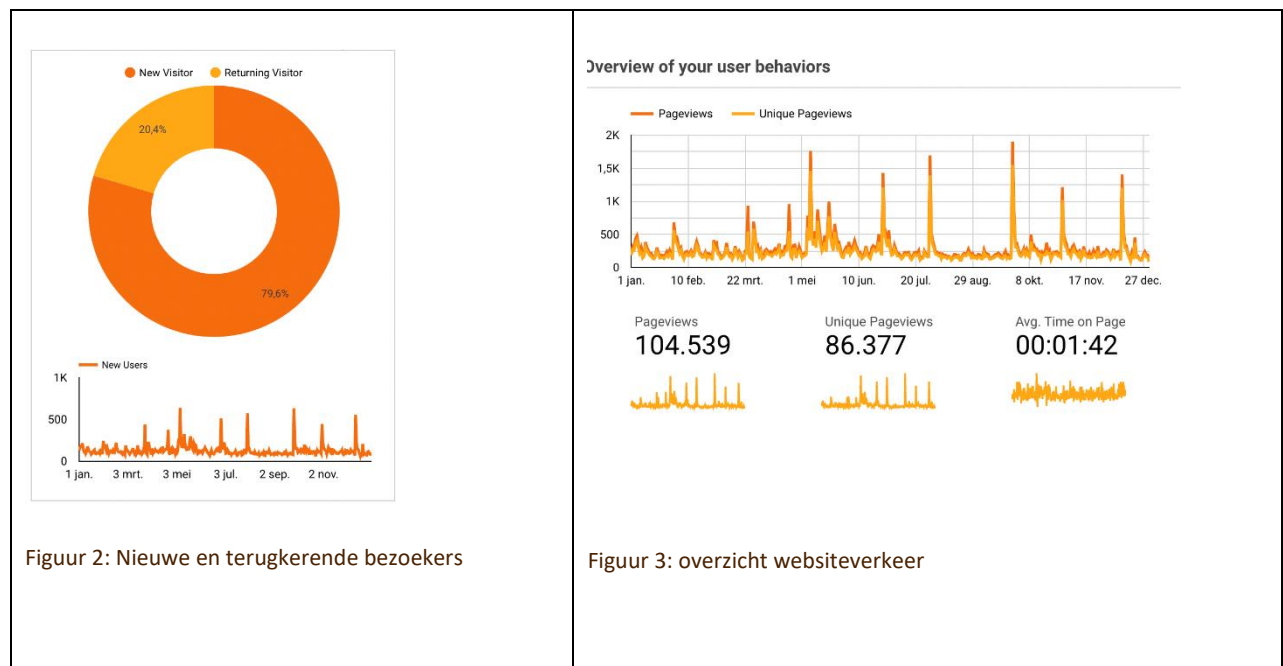 New Visitor Returning Visitor
20,4%
79,6%
New Users
1K
500
0
1 jan. 3 mrt. 3 mei 3 jul. 2 sep. 2 nov.
Figuur 2: Nieuwe en terugkerende bezoekers
Overview of your user behaviors
Pageviews Unique Pageviews
2K
1,5K
1K
500
0
1 jan. 10 feb. 22 mrt. 1 mei 10 jun. 20 jul. 29 aug. 8 okt. 17 nov. 27 dec.
Pageviews Unique Pageviews Avg. Time on Page
104.539 86.377 00:01:42
Figuur 3: overzicht websiteverkeer